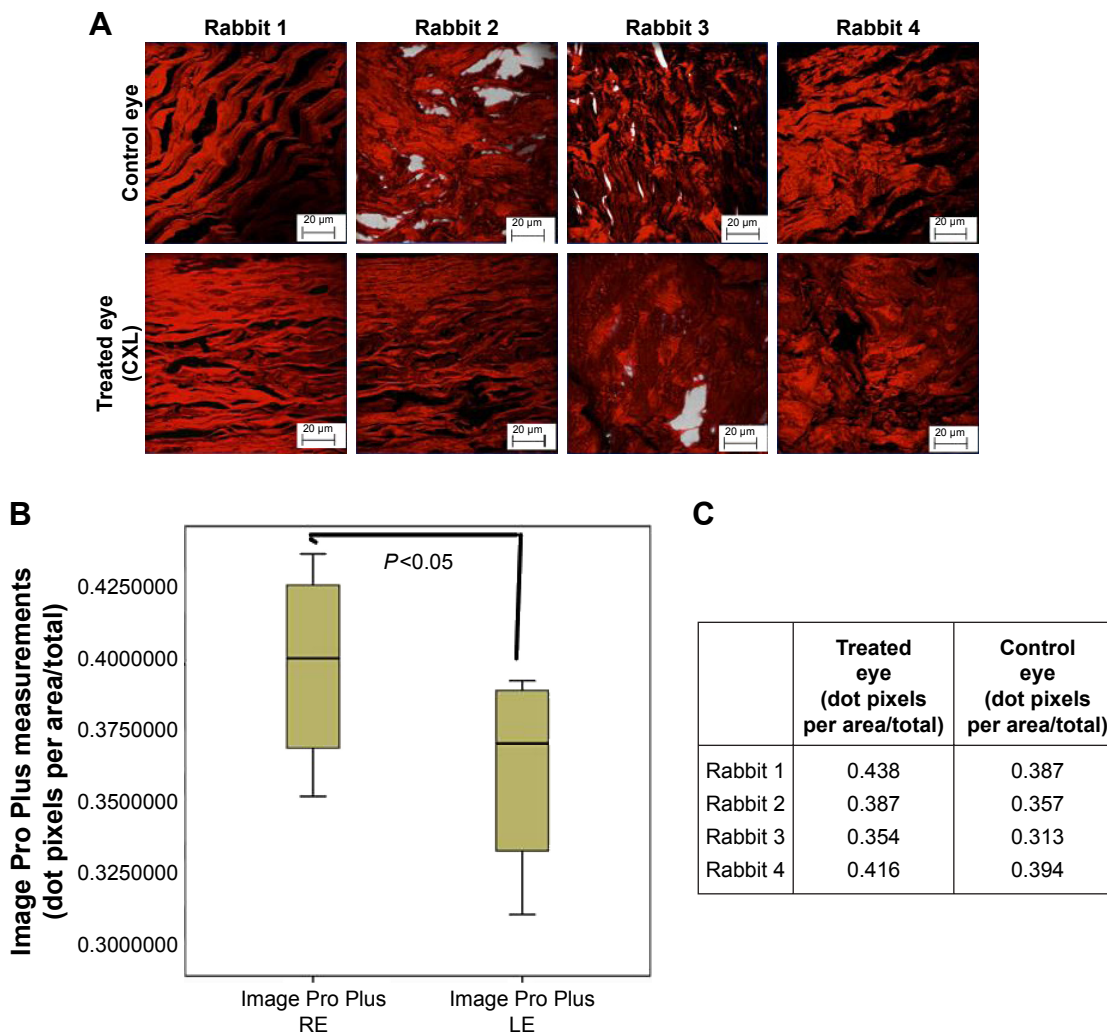 A
Rabbit 1 Rabbit 2 Rabbit 3 Rabbit 4
Control eye
20 µm 20 µm 20 µm 20 µm
Treated eye
(CXL)
20 µm 20 µm 20 µm 20 µm
B
Image Pro Plus measurements
(dot pixels per area/total)
P<0.05
0.4250000
0.4000000
0.3750000
0.3500000
0.3250000
0.3000000
Image Pro Plus
RE
Image Pro Plus
LE
C
Treated
eye
(dot pixels
per area/total)
Control
eye
(dot pixels
per area/total)
Rabbit 1 0.438 0.387
Rabbit 2 0.387 0.357
Rabbit 3 0.354 0.313
Rabbit 4 0.416 0.394